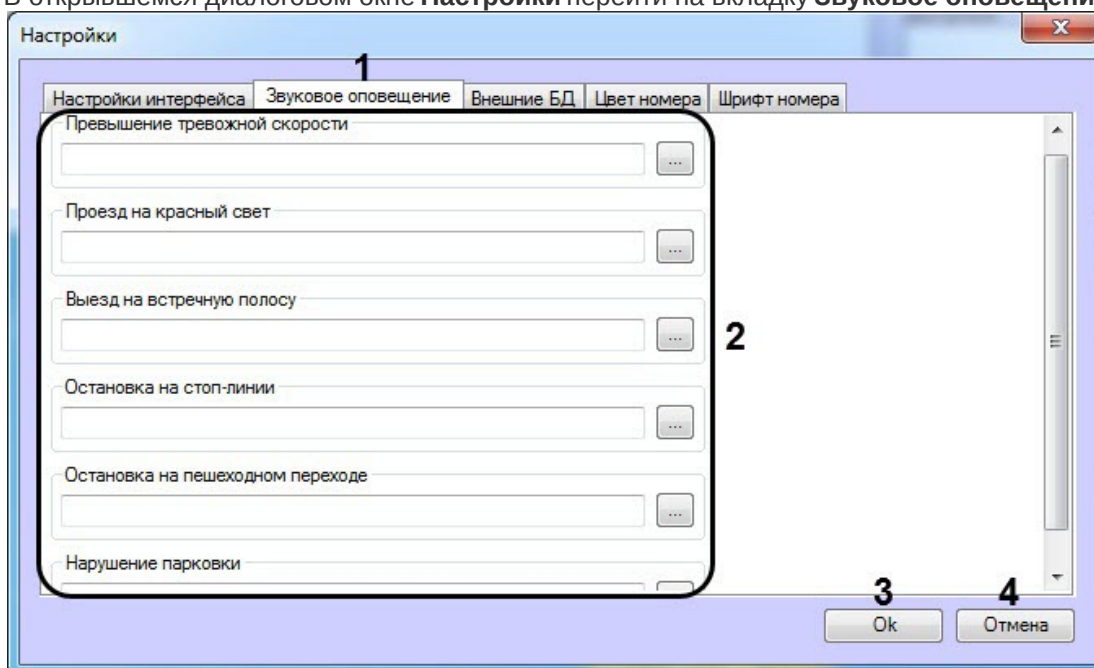 В открывшемся диалоговом окне Настройки перейти на вкладку Звуковое оповещени
Настройки
1
Настройки интерфейса Звуковое оповещение Внешние БД Цвет номера Шрифт номера
Превышение тревожной скорости
...
Проезд на красный свет
...
Выезд на встречную полосу
...
2
Остановка на стоп-линии
...
Остановка на пешеходном переходе
...
Нарушение парковки
3 4
Ok Отмена